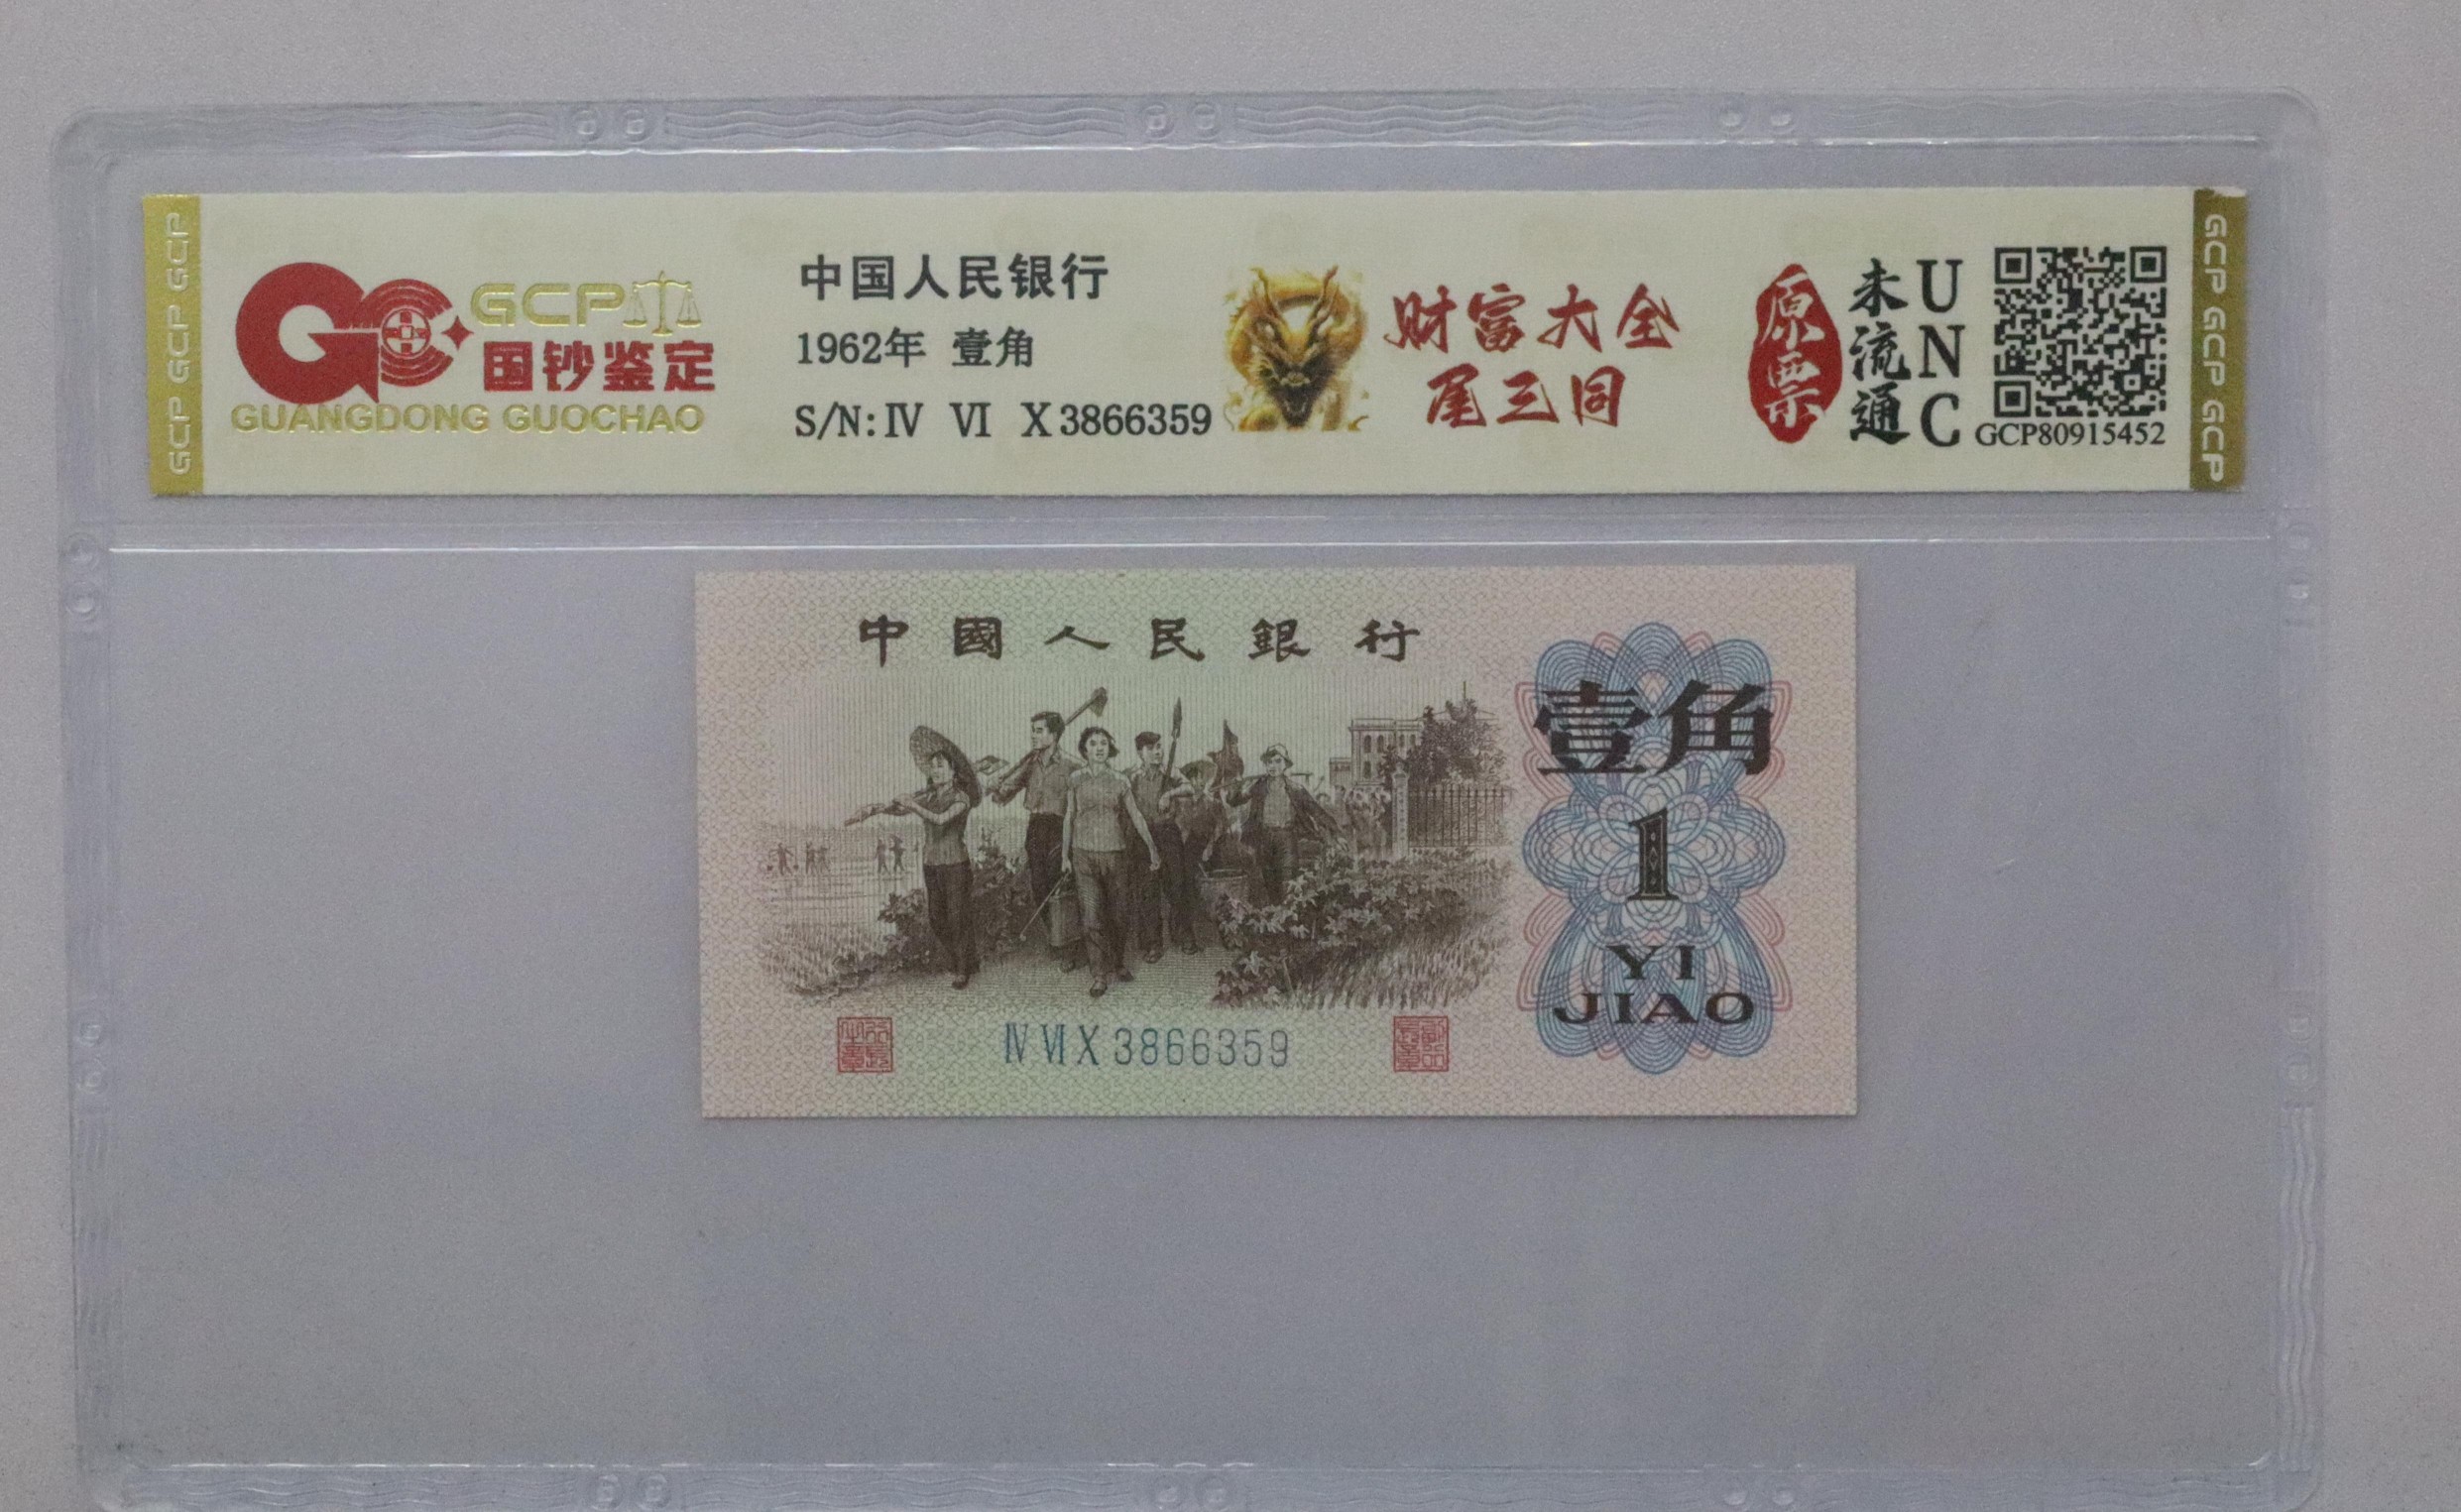 GCP GCP GCP
GCP
国钞鉴定
GUANGDONG GUOCHAO
中国人民银行
1962年 壹角
S/N: Ⅳ Ⅵ X 3866359
财富大全
尾三同
原票
未流通
UNC
GCP80915452
GCP GCP GCP
中國人民銀行
壹角
1
YI
JIAO
Ⅳ Ⅵ X 3866359